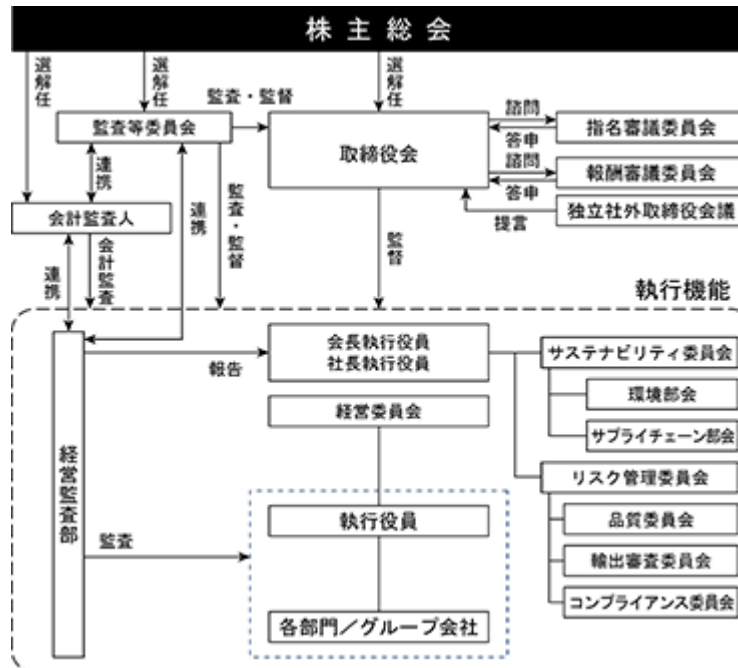 株主総会
選解任
選解任
選解任
監査・監督
諮問
監査等委員会
指名審議委員会
答申
取締役会
諮問
報酬審議委員会
連携
答申
会計監査人
連携
監査・監督
独立社外取締役会議
提言
監督
連携
会計監査
執行機能
会長執行役員
社長執行役員
サステナビリティ委員会
報告
環境部会
経営委員会
サプライチェーン部会
経営監査部
リスク管理委員会
執行役員
品質委員会
監査
輸出審査委員会
コンプライアンス委員会
各部門／グループ会社